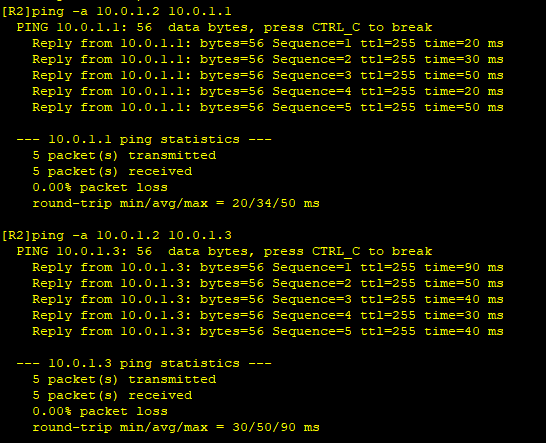 [R2]ping -a 10.0.1.2 10.0.1.1
PING 10.0.1.1: 56  data bytes, press CTRL_C to break
Reply from 10.0.1.1: bytes=56 Sequence=1 ttl=255 time=20 ms
Reply from 10.0.1.1: bytes=56 Sequence=2 ttl=255 time=30 ms
Reply from 10.0.1.1: bytes=56 Sequence=3 ttl=255 time=50 ms
Reply from 10.0.1.1: bytes=56 Sequence=4 ttl=255 time=20 ms
Reply from 10.0.1.1: bytes=56 Sequence=5 ttl=255 time=50 ms
--- 10.0.1.1 ping statistics ---
5 packet(s) transmitted
5 packet(s) received
0.00% packet loss
round-trip min/avg/max = 20/34/50 ms
[R2]ping -a 10.0.1.2 10.0.1.3
PING 10.0.1.3: 56  data bytes, press CTRL_C to break
Reply from 10.0.1.3: bytes=56 Sequence=1 ttl=255 time=90 ms
Reply from 10.0.1.3: bytes=56 Sequence=2 ttl=255 time=50 ms
Reply from 10.0.1.3: bytes=56 Sequence=3 ttl=255 time=40 ms
Reply from 10.0.1.3: bytes=56 Sequence=4 ttl=255 time=30 ms
Reply from 10.0.1.3: bytes=56 Sequence=5 ttl=255 time=40 ms
--- 10.0.1.3 ping statistics ---
5 packet(s) transmitted
5 packet(s) received
0.00% packet loss
round-trip min/avg/max = 30/50/90 ms